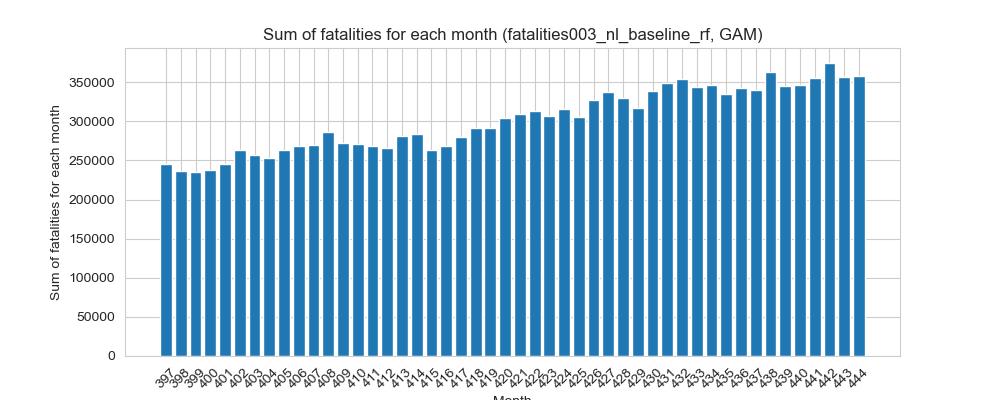 Sum of fatalities for each month (fatalities003_nl_baseline_rf, GAM)
Sum of fatalities for each month
350000
300000
250000
200000
150000
100000
50000
0
397 398 399 400 401 402 403 404 405 406 407 408 409 410 411 412 413 414 415 416 417 418 419 420 421 422 423 424 425 426 427 428 429 430 431 432 433 434 435 436 437 438 439 440 441 442 443 444
Month